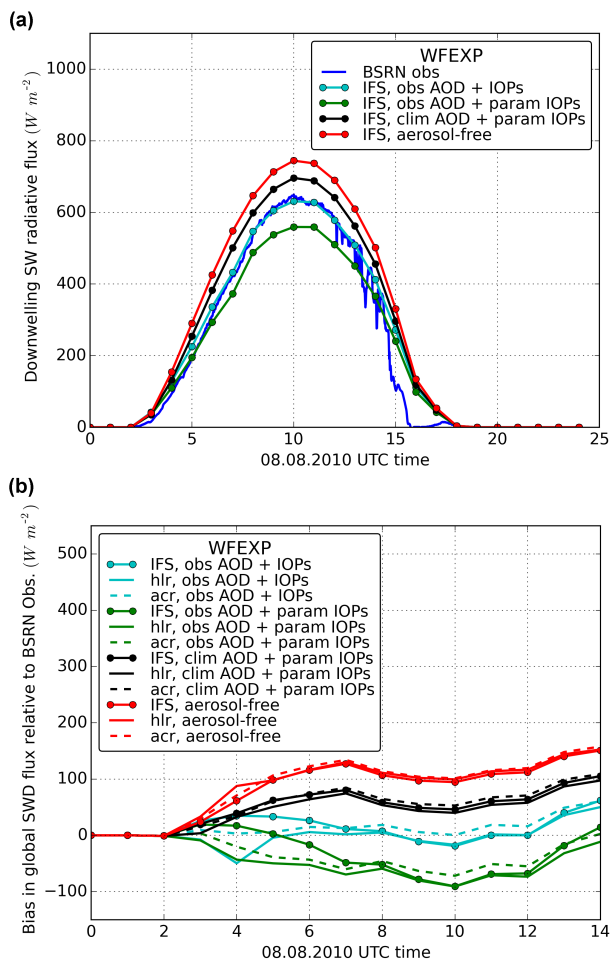 (a)
WFEXP
BSRN obs
IFS, obs AOD + IOPs
IFS, obs AOD + param IOPs
IFS, clim AOD + param IOPs
IFS, aerosol-free
Downwelling SW radiative flux (W m⁻²)
1000
800
600
400
200
0
0 5 10 15 20 25
08.08.2010 UTC time
(b)
WFEXP
IFS, obs AOD + IOPs
hlr, obs AOD + IOPs
acr, obs AOD + IOPs
IFS, obs AOD + param IOPs
hlr, obs AOD + param IOPs
acr, obs AOD + param IOPs
IFS, clim AOD + param IOPs
hlr, clim AOD + param IOPs
acr, clim AOD + param IOPs
IFS, aerosol-free
hlr, aerosol-free
acr, aerosol-free
Bias in global SWD flux relative to BSRN Obs. (W m⁻²)
500
400
300
200
100
0
−100
0 2 4 6 8 10 12 14
08.08.2010 UTC time